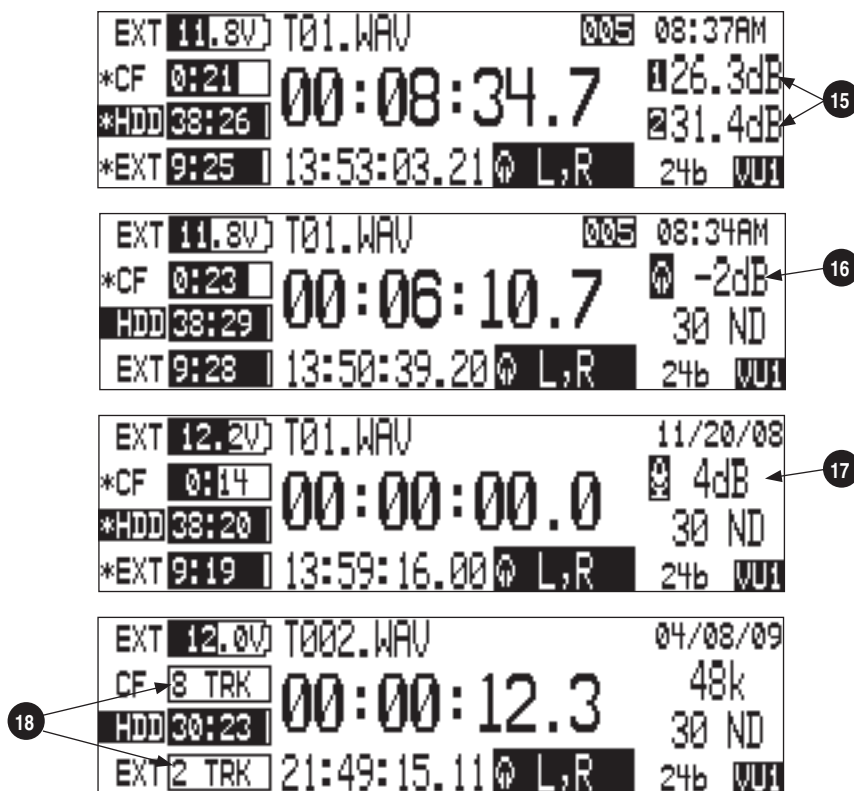 EXT 11.8V T01.WAV 005 08:37AM
*CF 0:21 00:08:34.7 1 26.3dB
*HDD 38:26 2 31.4dB
*EXT 9:25 13:53:03.21 L,R 24b VU1
15
EXT 11.8V T01.WAV 005 08:34AM
*CF 0:23 00:06:10.7 -2dB
HDD 38:29 30 ND
EXT 9:28 13:50:39.20 L,R 24b VU1
16
EXT 12.2V T01.WAV 11/20/08
*CF 0:14 00:00:00.0 4dB
*HDD 38:20 30 ND
*EXT 9:19 13:59:16.00 L,R 24b VU1
17
EXT 12.0V T002.WAV 04/08/09
CF 8 TRK 00:00:12.3 48k
HDD 30:23 30 ND
EXT 2 TRK 21:49:15.11 L,R 24b VU1
18